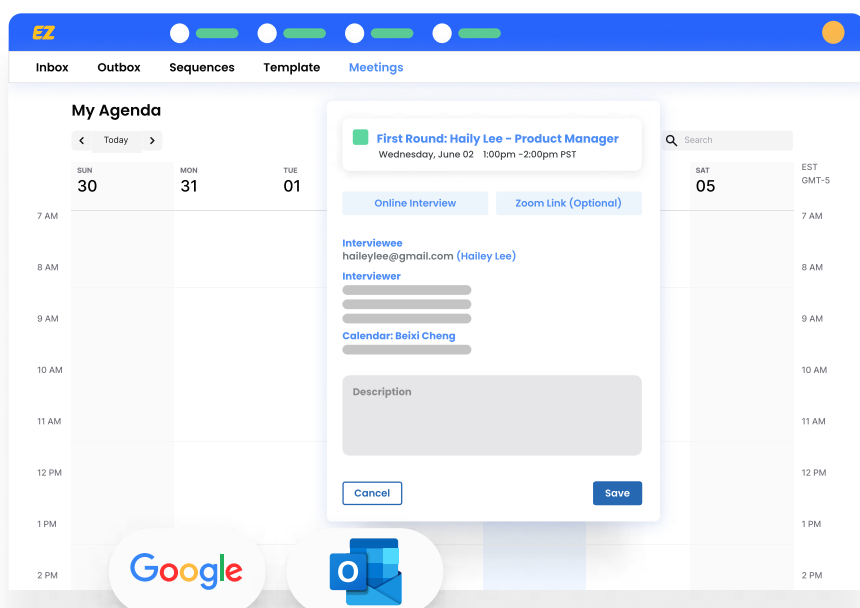 EZ
Inbox Outbox Sequences Template Meetings
My Agenda
Today
Search
SUN
30
MON
31
TUE
01
SAT
05
EST
GMT-5
First Round: Haily Lee - Product Manager
Wednesday, June 02 1:00pm -2:00pm PST
Online Interview Zoom Link (Optional)
Interviewee
haileylee@gmail.com (Hailey Lee)
Interviewer
Calendar: Beixi Cheng
Description
Cancel Save
7 AM 7 AM
8 AM 8 AM
9 AM 9 AM
10 AM 10 AM
11 AM 11 AM
12 PM 12 PM
1 PM 1 PM
2 PM 2 PM
Google
O